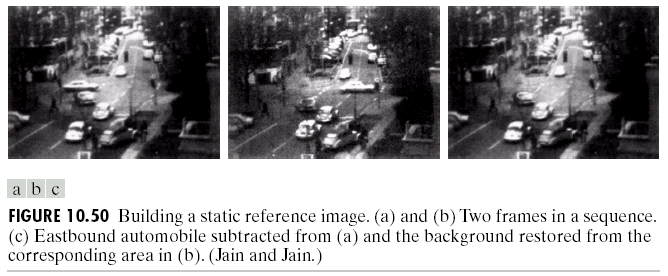 a b c
FIGURE 10.50 Building a static reference image. (a) and (b) Two frames in a sequence.
(c) Eastbound automobile subtracted from (a) and the background restored from the
corresponding area in (b). (Jain and Jain.)